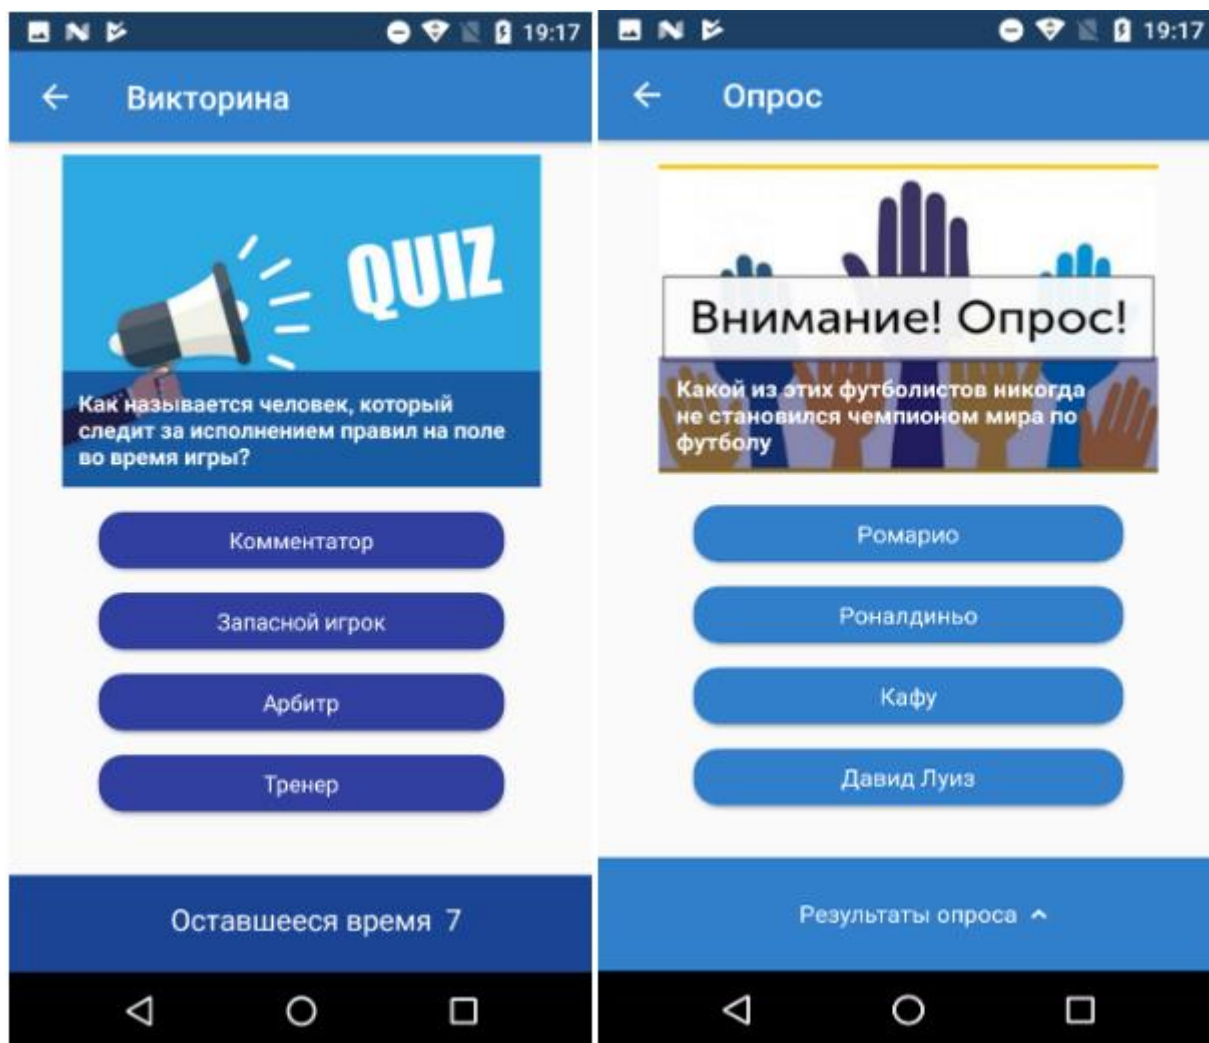 19:17
Викторина
QUIZ
Как называется человек, который
следит за исполнением правил на поле
во время игры?
Комментатор
Запасной игрок
Арбитр
Тренер
Оставшееся время 7
19:17
Опрос
Внимание! Опрос!
Какой из этих футболистов никогда
не становился чемпионом мира по
футболу
Ромарио
Роналдиньо
Кафу
Давид Луиз
Результаты опроса